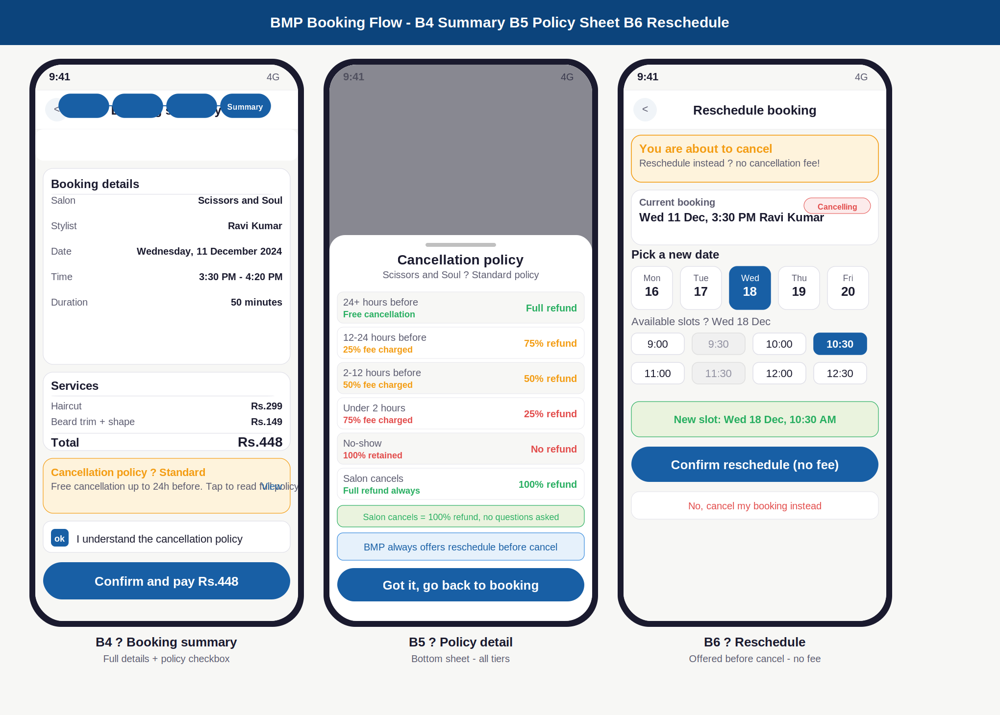 BMP Booking Flow - B4 Summary B5 Policy Sheet B6 Reschedule
9:41
4G
<
Summary
Booking details
Salon
Scissors and Soul
Stylist
Ravi Kumar
Date
Wednesday, 11 December 2024
Time
3:30 PM - 4:20 PM
Duration
50 minutes
Services
Haircut
Rs.299
Beard trim + shape
Rs.149
Total
Rs.448
Cancellation policy ? Standard
Free cancellation up to 24h before. Tap to read full policy
View
ok
I understand the cancellation policy
Confirm and pay Rs.448
B4 ? Booking summary
Full details + policy checkbox
9:41
4G
Cancellation policy
Scissors and Soul ? Standard policy
24+ hours before
Free cancellation
Full refund
12-24 hours before
25% fee charged
75% refund
2-12 hours before
50% fee charged
50% refund
Under 2 hours
75% fee charged
25% refund
No-show
100% retained
No refund
Salon cancels
Full refund always
100% refund
Salon cancels = 100% refund, no questions asked
BMP always offers reschedule before cancel
Got it, go back to booking
B5 ? Policy detail
Bottom sheet - all tiers
9:41
4G
<
Reschedule booking
You are about to cancel
Reschedule instead ? no cancellation fee!
Current booking
Cancelling
Wed 11 Dec, 3:30 PM Ravi Kumar
Pick a new date
Mon Tue Wed Thu Fri
16 17 18 19 20
Available slots ? Wed 18 Dec
9:00 9:30 10:00 10:30
11:00 11:30 12:00 12:30
New slot: Wed 18 Dec, 10:30 AM
Confirm reschedule (no fee)
No, cancel my booking instead
B6 ? Reschedule
Offered before cancel - no fee